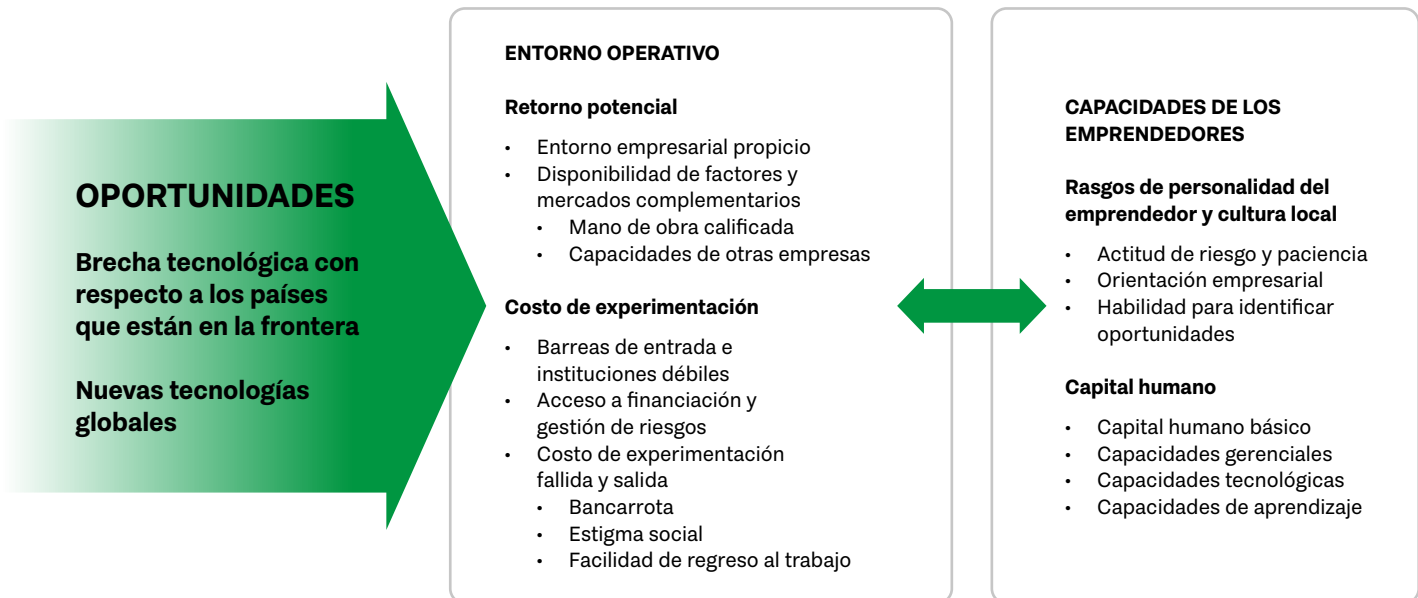 OPORTUNIDADES
Brecha tecnológica con
respecto a los países
que están en la frontera
Nuevas tecnologías
globales
ENTORNO OPERATIVO
Retorno potencial
• Entorno empresarial propicio
• Disponibilidad de factores y
mercados complementarios
• Mano de obra calificada
• Capacidades de otras empresas
Costo de experimentación
• Barreas de entrada e
instituciones débiles
• Acceso a financiación y
gestión de riesgos
• Costo de experimentación
fallida y salida
• Bancarrota
• Estigma social
• Facilidad de regreso al trabajo
CAPACIDADES DE LOS
EMPRENDEDORES
Rasgos de personalidad del
emprendedor y cultura local
• Actitud de riesgo y paciencia
• Orientación empresarial
• Habilidad para identificar
oportunidades
Capital humano
• Capital humano básico
• Capacidades gerenciales
• Capacidades tecnológicas
• Capacidades de aprendizaje